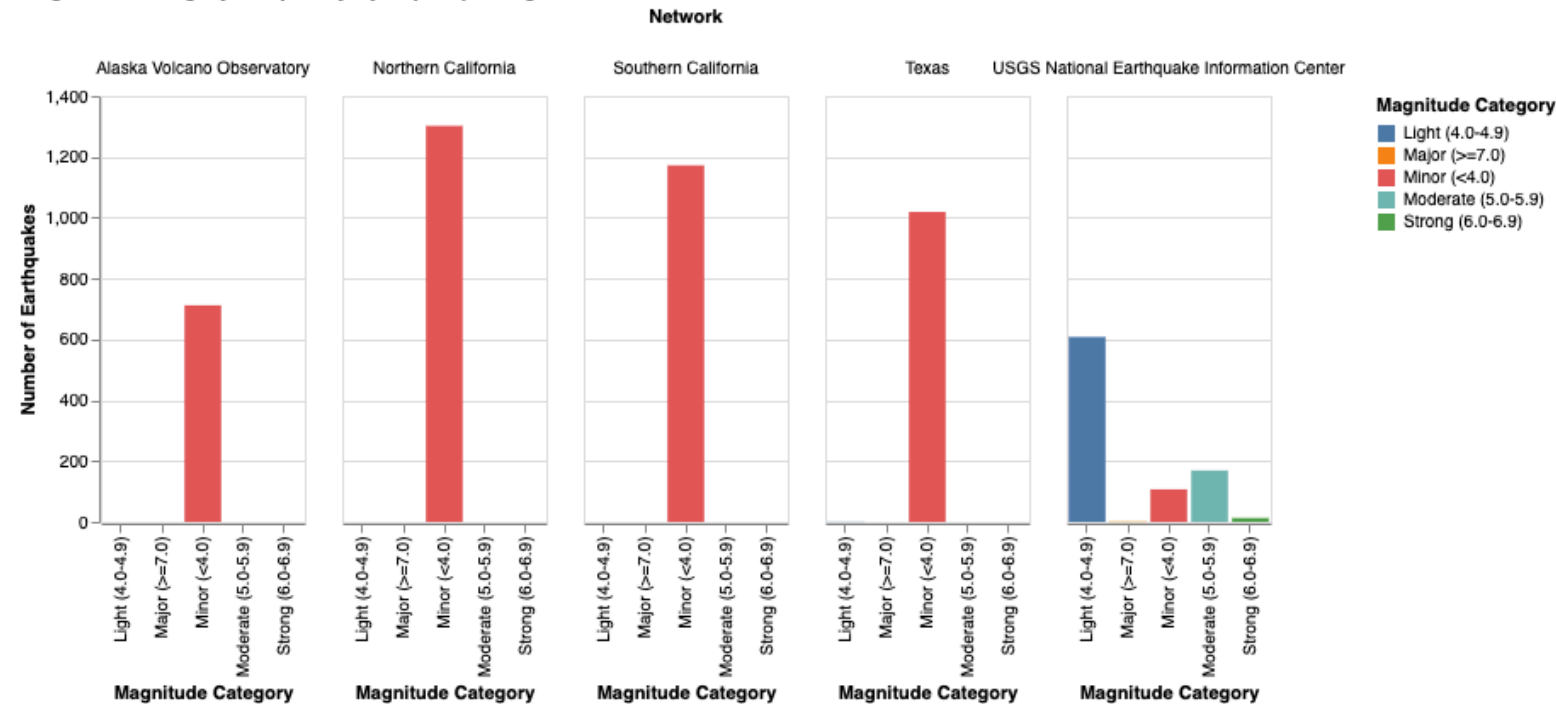 Network
Alaska Volcano Observatory
Northern California
Southern California
Texas
USGS National Earthquake Information Center
Number of Earthquakes
1,400
1,200
1,000
800
600
400
200
0
Light (4.0-4.9)
Major (>=7.0)
Minor (<4.0)
Moderate (5.0-5.9)
Strong (6.0-6.9)
Light (4.0-4.9)
Major (>=7.0)
Minor (<4.0)
Moderate (5.0-5.9)
Strong (6.0-6.9)
Light (4.0-4.9)
Major (>=7.0)
Minor (<4.0)
Moderate (5.0-5.9)
Strong (6.0-6.9)
Light (4.0-4.9)
Major (>=7.0)
Minor (<4.0)
Moderate (5.0-5.9)
Strong (6.0-6.9)
Light (4.0-4.9)
Major (>=7.0)
Minor (<4.0)
Moderate (5.0-5.9)
Strong (6.0-6.9)
Magnitude Category
Magnitude Category
Magnitude Category
Magnitude Category
Magnitude Category
Magnitude Category
Light (4.0-4.9)
Major (>=7.0)
Minor (<4.0)
Moderate (5.0-5.9)
Strong (6.0-6.9)